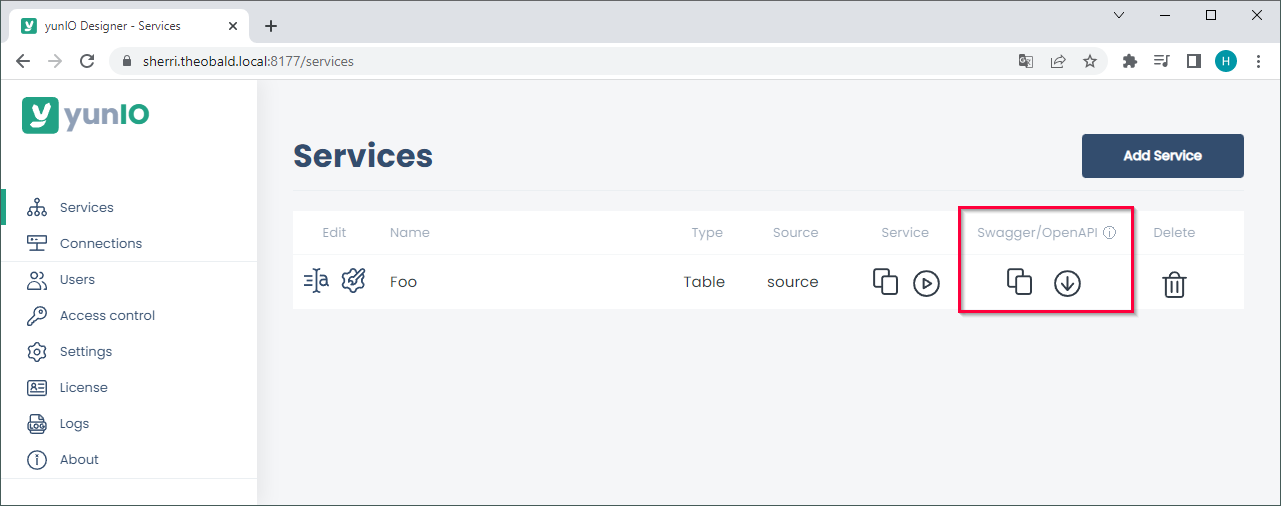 yunIO Designer - Services
sherri.theobald.local:8177/services
H
yunIO
Services
Connections
Users
Access control
Settings
License
Logs
About
Services
Add Service
Edit Name Type Source Service Swagger/OpenAPI Delete
Foo Table source